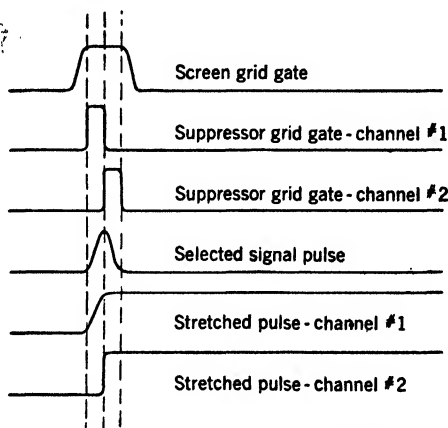 Screen grid gate
Suppressor grid gate - channel #1
Suppressor grid gate - channel #2
Selected signal pulse
Stretched pulse - channel #1
Stretched pulse - channel #2